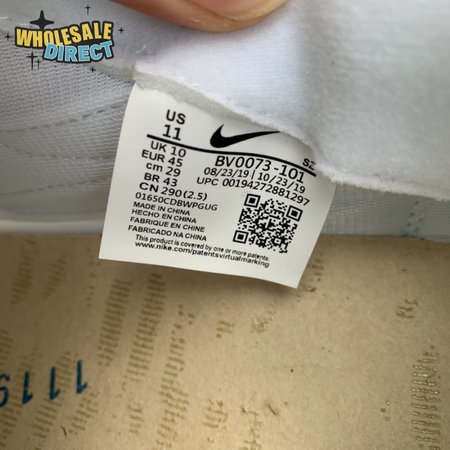 WHOLESALE
DIRECT
US
11
UK 10
EUR 45
cm 29
BR 43
CN 290 (2.5)
BV0073-101 SZ
08/23/19 | 10/23/19
UPC 00194272881297
01650CDBWPGUG
MADE IN CHINA
HECHO EN CHINA
FABRIQUE EN CHINE
FABRICADO NA CHINA
This product is covered by one or more patents:
www.nike.com/patentsvirtualmarking
1119